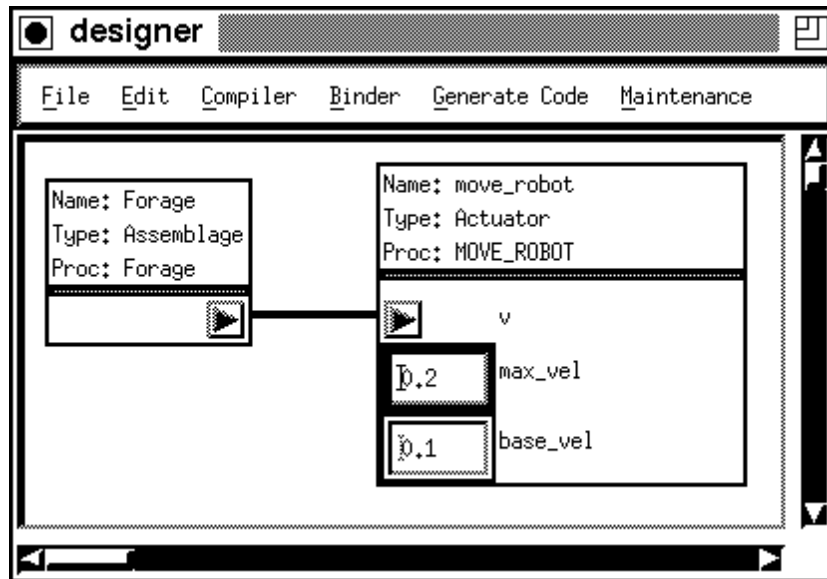 designer
File Edit Compiler Binder Generate Code Maintenance
Name: Forage
Type: Assemblage
Proc: Forage
Name: move_robot
Type: Actuator
Proc: MOVE_ROBOT
v
0.2 max_vel
0.1 base_vel